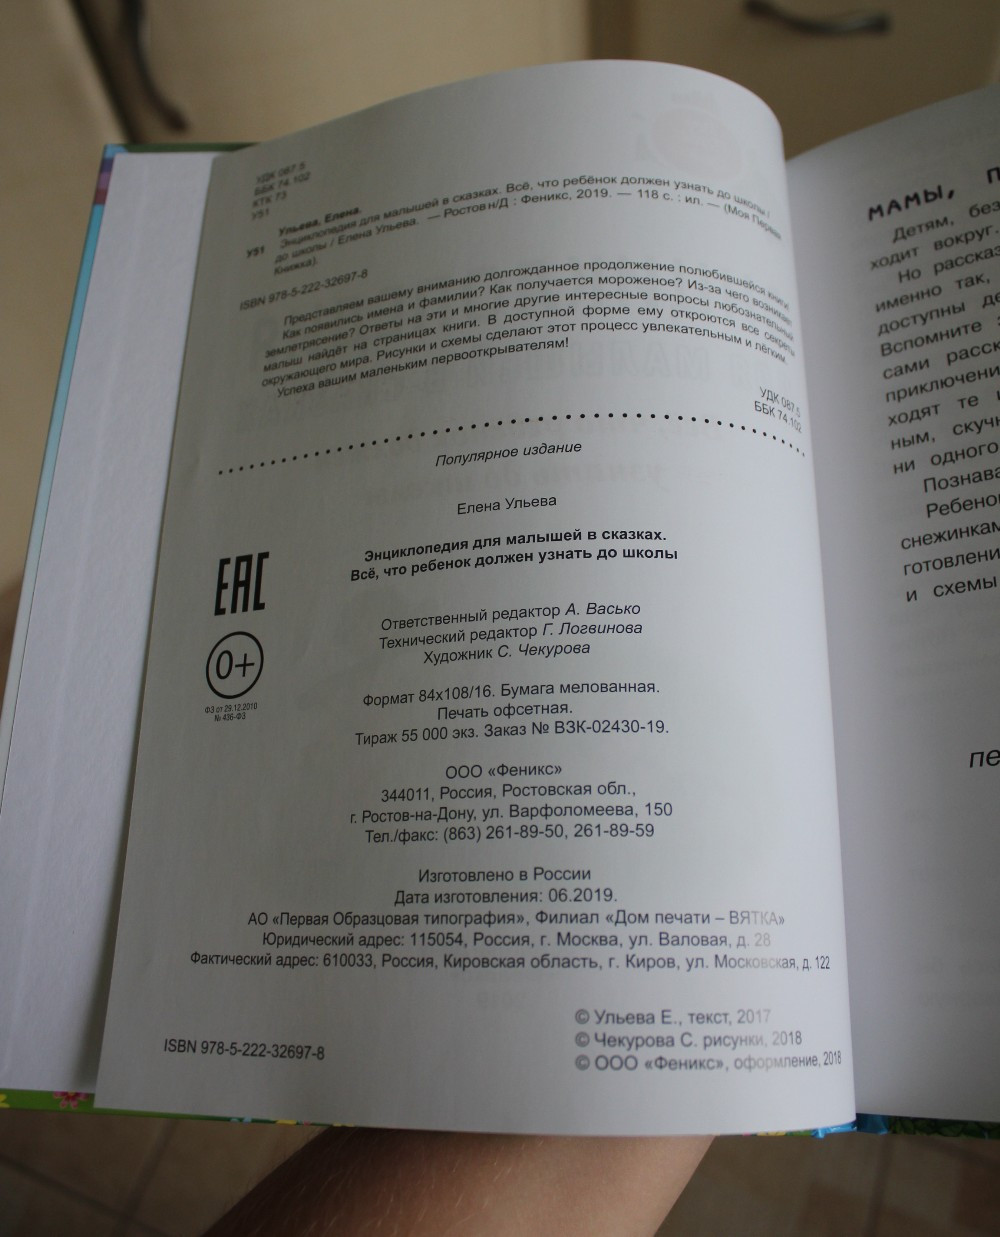 УДК 087.5
ББК 74.102
КТК 73
У51
Ульева, Елена.
У51 Энциклопедия для малышей в сказках. Всё, что ребёнок должен узнать до школы /
до школы / Елена Ульева. — Ростов н/Д : Феникс, 2019. — 118 с. : ил. — (Моя Первая
Книжка).
ISBN 978-5-222-32697-8
Представляем вашему вниманию долгожданное продолжение полюбившейся книги.
Как появились имена и фамилии? Как получается мороженое? Из-за чего возникает
землетрясение? Ответы на эти и многие другие интересные вопросы любознательный
малыш найдёт на страницах книги. В доступной форме ему откроются все секреты
окружающего мира. Рисунки и схемы сделают этот процесс увлекательным и лёгким.
Успеха вашим маленьким первооткрывателям!
УДК 087.5
ББК 74.102
Популярное издание
Елена Ульева
Энциклопедия для малышей в сказках.
Всё, что ребенок должен узнать до школы
ЕАС
0+
ФЗ от 29.12.2010
№ 436-ФЗ
Ответственный редактор А. Васько
Технический редактор Г. Логвинова
Художник С. Чекурова
Формат 84х108/16. Бумага мелованная.
Печать офсетная.
Тираж 55 000 экз. Заказ № ВЗК-02430-19.
ООО «Феникс»
344011, Россия, Ростовская обл.,
г. Ростов-на-Дону, ул. Варфоломеева, 150
Тел./факс: (863) 261-89-50, 261-89-59
Изготовлено в России
Дата изготовления: 06.2019.
АО «Первая Образцовая типография», Филиал «Дом печати – ВЯТКА»
Юридический адрес: 115054, Россия, г. Москва, ул. Валовая, д. 28
Фактический адрес: 610033, Россия, Кировская область, г. Киров, ул. Московская, д. 122
© Ульева Е., текст, 2017
© Чекурова С. рисунки, 2018
© ООО «Феникс», оформление, 2018
ISBN 978-5-222-32697-8
МАМЫ, П
Детям, без
ходит вокруг.
Но расска
именно так,
доступны де
Вспомните
сами расск
приключени
ходят те
ным, скучн
ни одного
Познава
Ребено
снежинкам
готовлени
и схемы
пе